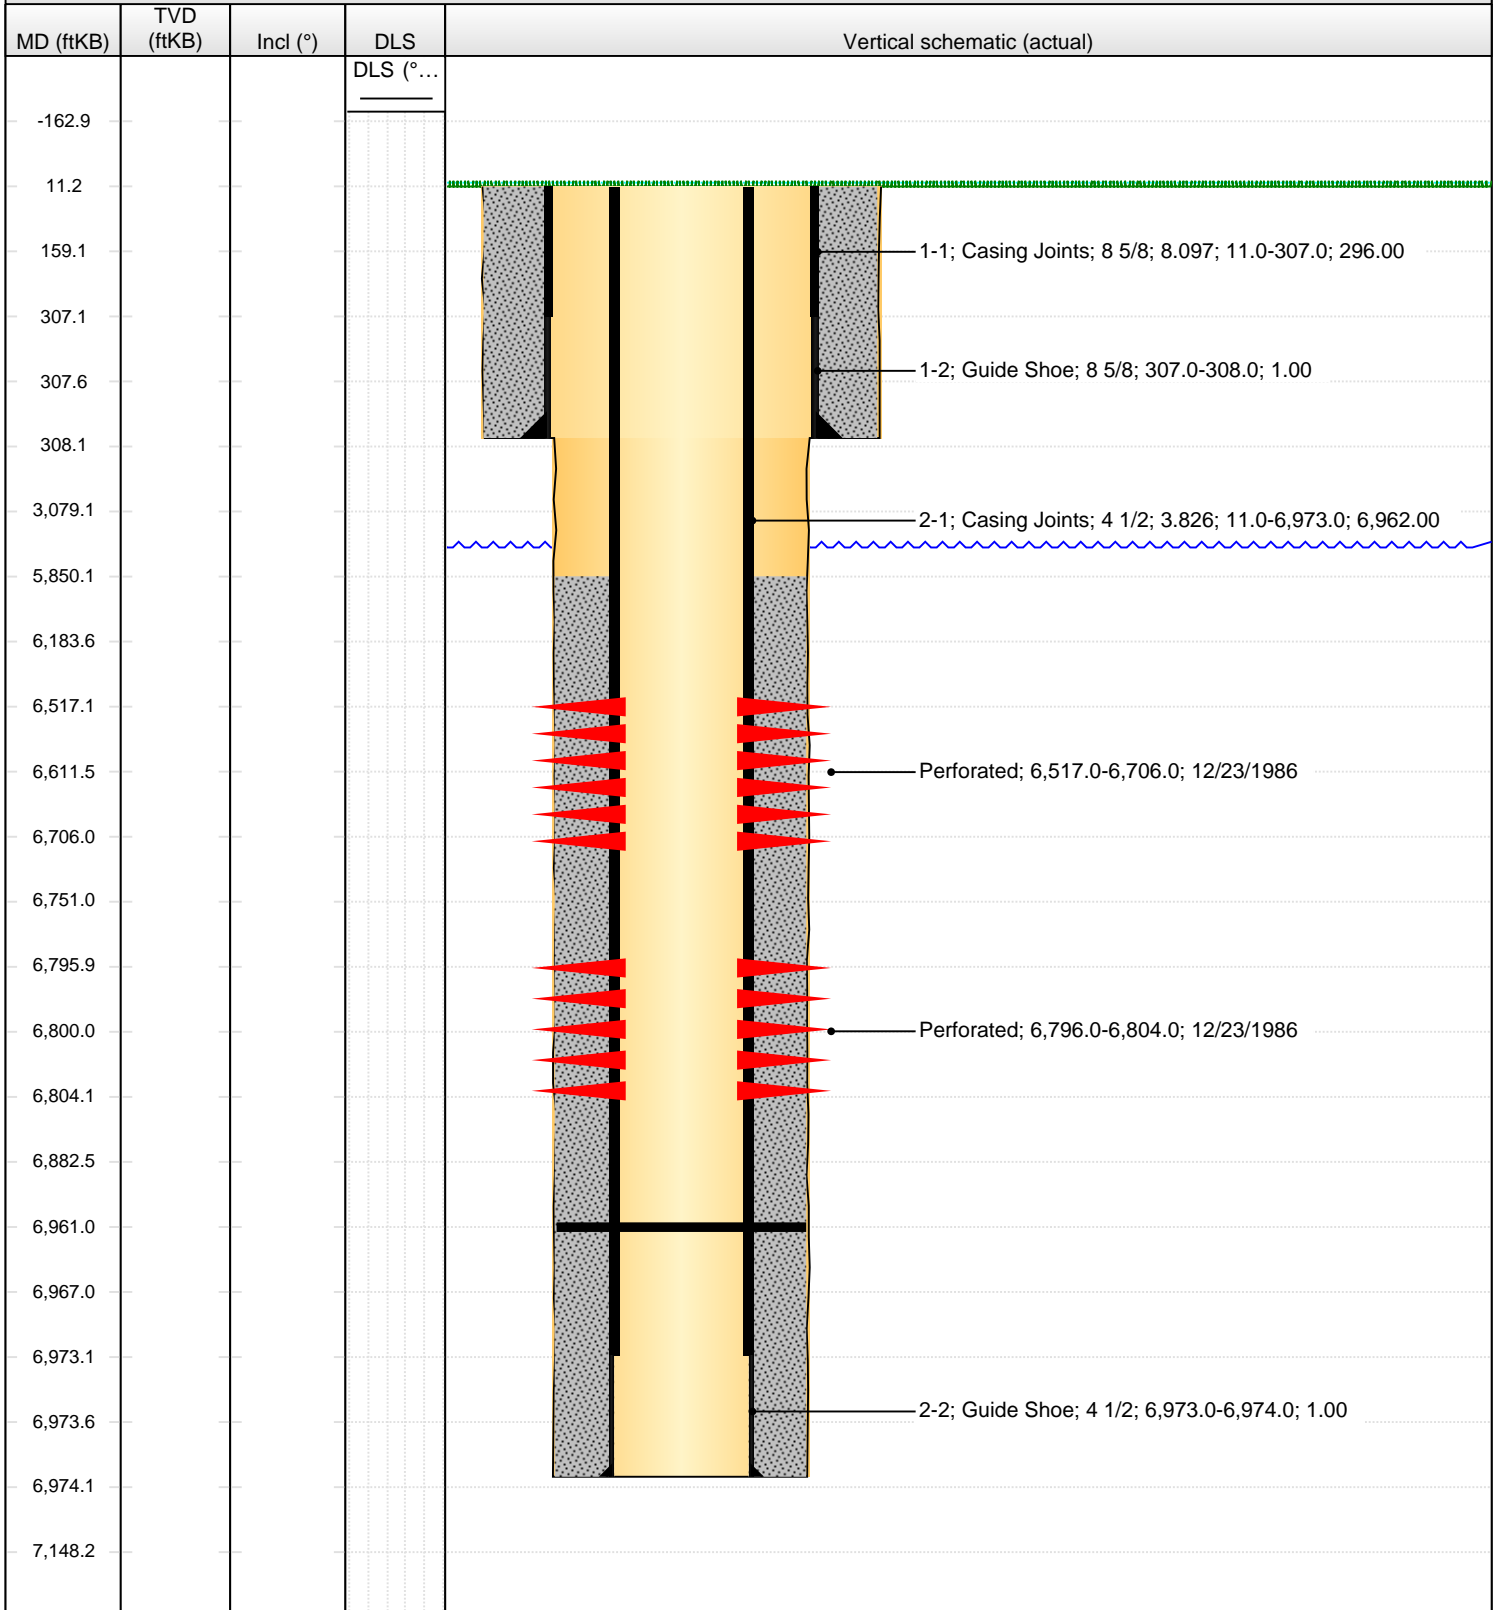 MD (ftKB)
TVD
(ftKB)
Incl (°)
DLS
Vertical schematic (actual)
DLS (°…
-162.9
11.2
159.1
1-1; Casing Joints; 8 5/8; 8.097; 11.0-307.0; 296.00
307.1
1-2; Guide Shoe; 8 5/8; 307.0-308.0; 1.00
307.6
308.1
3,079.1
2-1; Casing Joints; 4 1/2; 3.826; 11.0-6,973.0; 6,962.00
5,850.1
6,183.6
6,517.1
6,611.5
Perforated; 6,517.0-6,706.0; 12/23/1986
6,706.0
6,751.0
6,795.9
6,800.0
Perforated; 6,796.0-6,804.0; 12/23/1986
6,804.1
6,882.5
6,961.0
6,967.0
6,973.1
2-2; Guide Shoe; 4 1/2; 6,973.0-6,974.0; 1.00
6,973.6
6,974.1
7,148.2